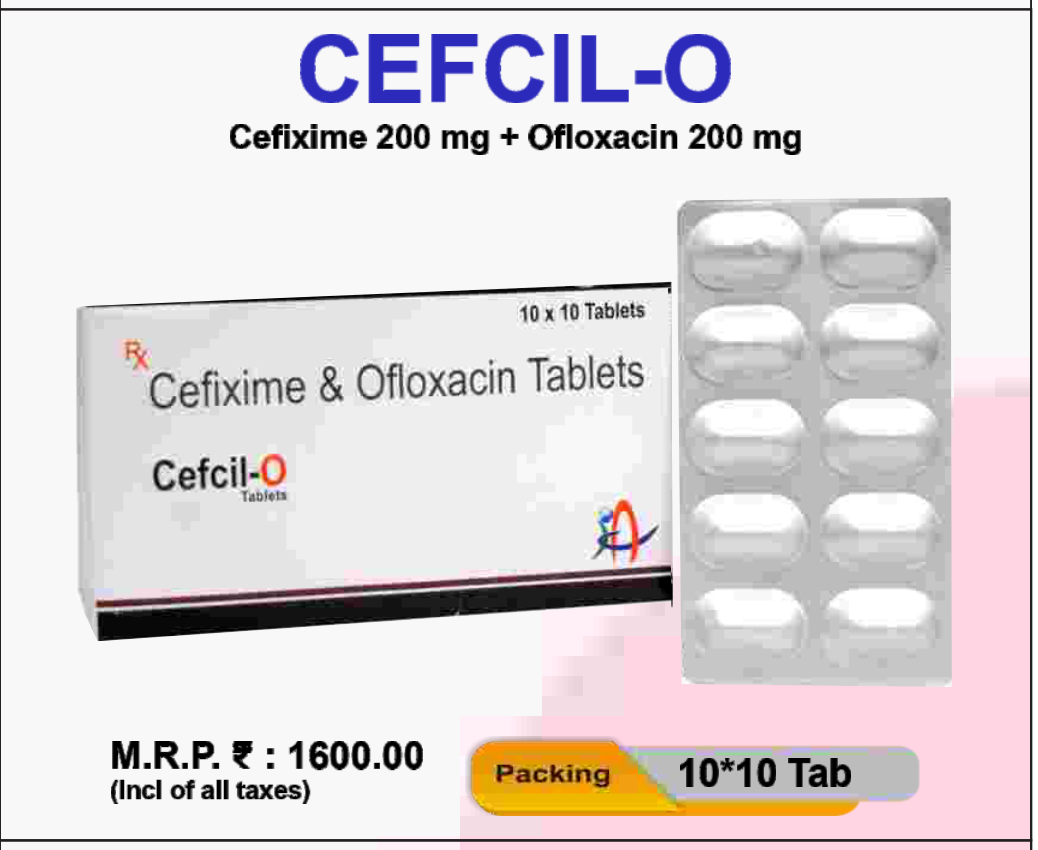 CEFCIL-O
Cefixime 200 mg + Ofloxacin 200 mg
10 x 10 Tablets
Rx
Cefixime & Ofloxacin Tablets
Cefcil-O
Tablets
M.R.P. ₹ : 1600.00
(Incl of all taxes)
Packing
10*10 Tab